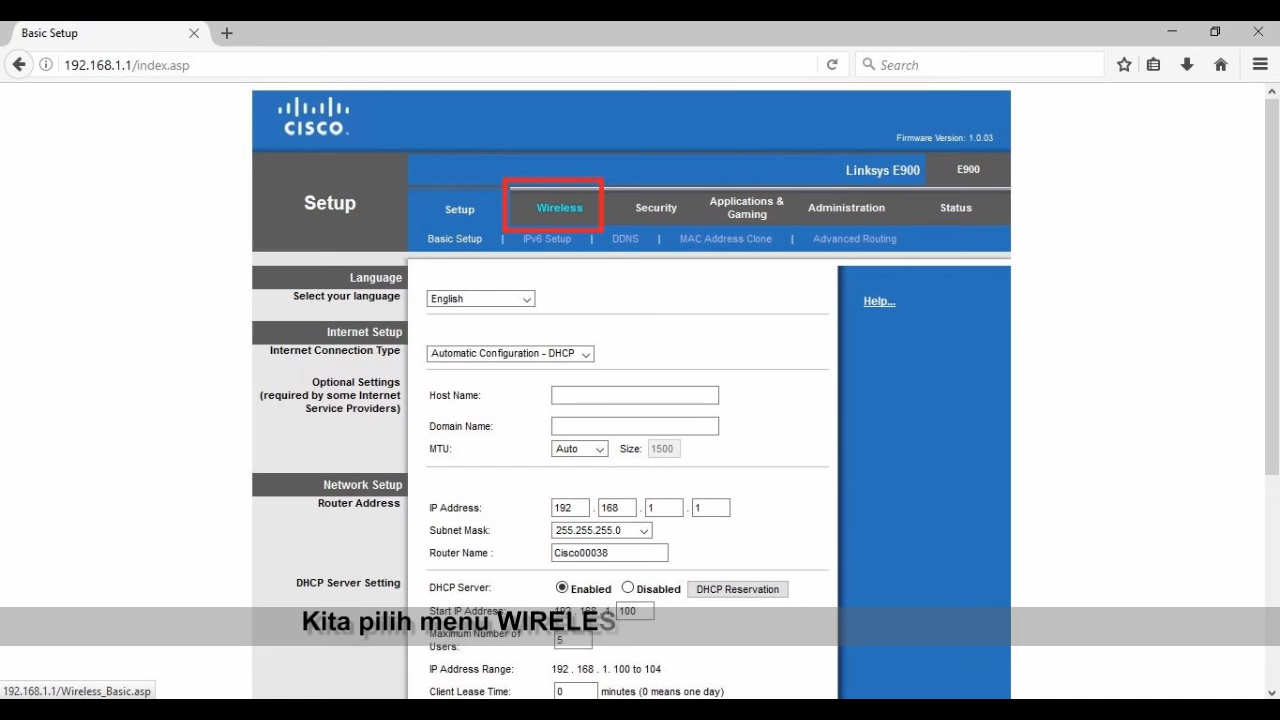 Basic Setup
192.168.1.1/index.asp
Search
CISCO.
Firmware Version: 1.0.03
Linksys E900
E900
Setup
Setup
Wireless
Security
Applications &
Gaming
Administration
Status
Basic Setup | IPv6 Setup | DDNS | MAC Address Clone | Advanced Routing
Language
Select your language
English
Help...
Internet Setup
Internet Connection Type
Automatic Configuration - DHCP
Optional Settings
(required by some Internet
Service Providers)
Host Name:
Domain Name:
MTU: Auto Size: 1500
Network Setup
Router Address
IP Address: 192 . 168 . 1 . 1
Subnet Mask: 255.255.255.0
Router Name : Cisco00038
DHCP Server Setting
DHCP Server: Enabled Disabled DHCP Reservation
Start IP Address: 192 . 168 . 1. 100
Kita pilih menu WIRELES
Maximum Number of
Users: 5
IP Address Range: 192 . 168 . 1. 100 to 104
Client Lease Time: 0 minutes (0 means one day)
192.168.1.1/Wireless_Basic.asp